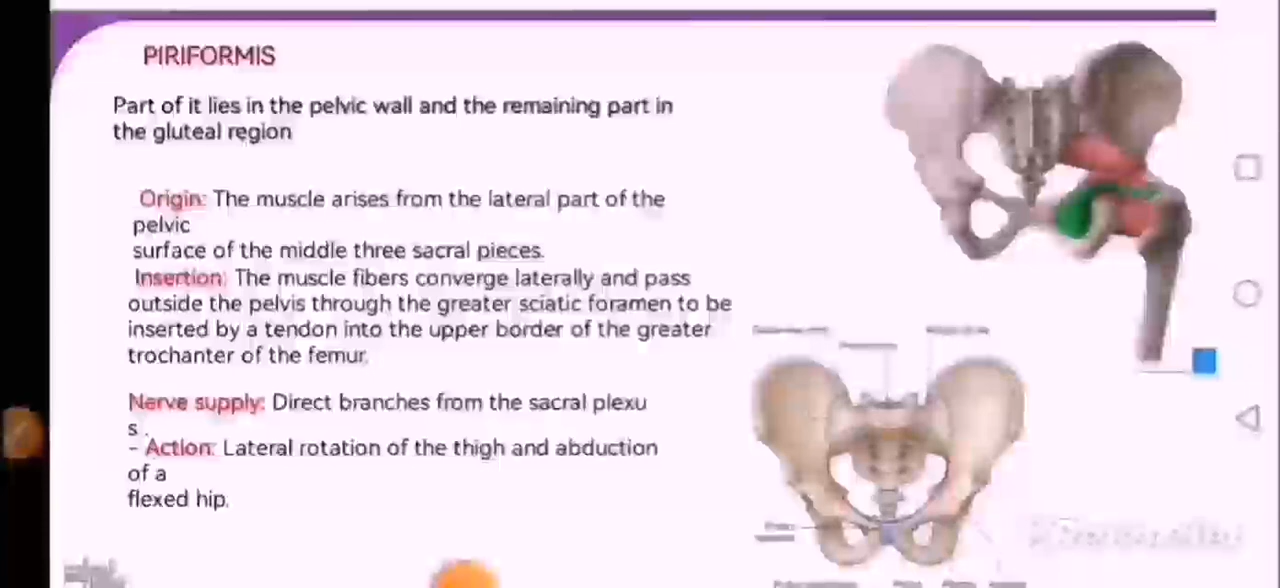 PIRIFORMIS
Part of it lies in the pelvic wall and the remaining part in
the gluteal region
Origin: The muscle arises from the lateral part of the
pelvic
surface of the middle three sacral pieces.
Insertion: The muscle fibers converge laterally and pass
outside the pelvis through the greater sciatic foramen to be
inserted by a tendon into the upper border of the greater
trochanter of the femur.
Nerve supply: Direct branches from the sacral plexu
s .
- Action: Lateral rotation of the thigh and abduction
of a
flexed hip.